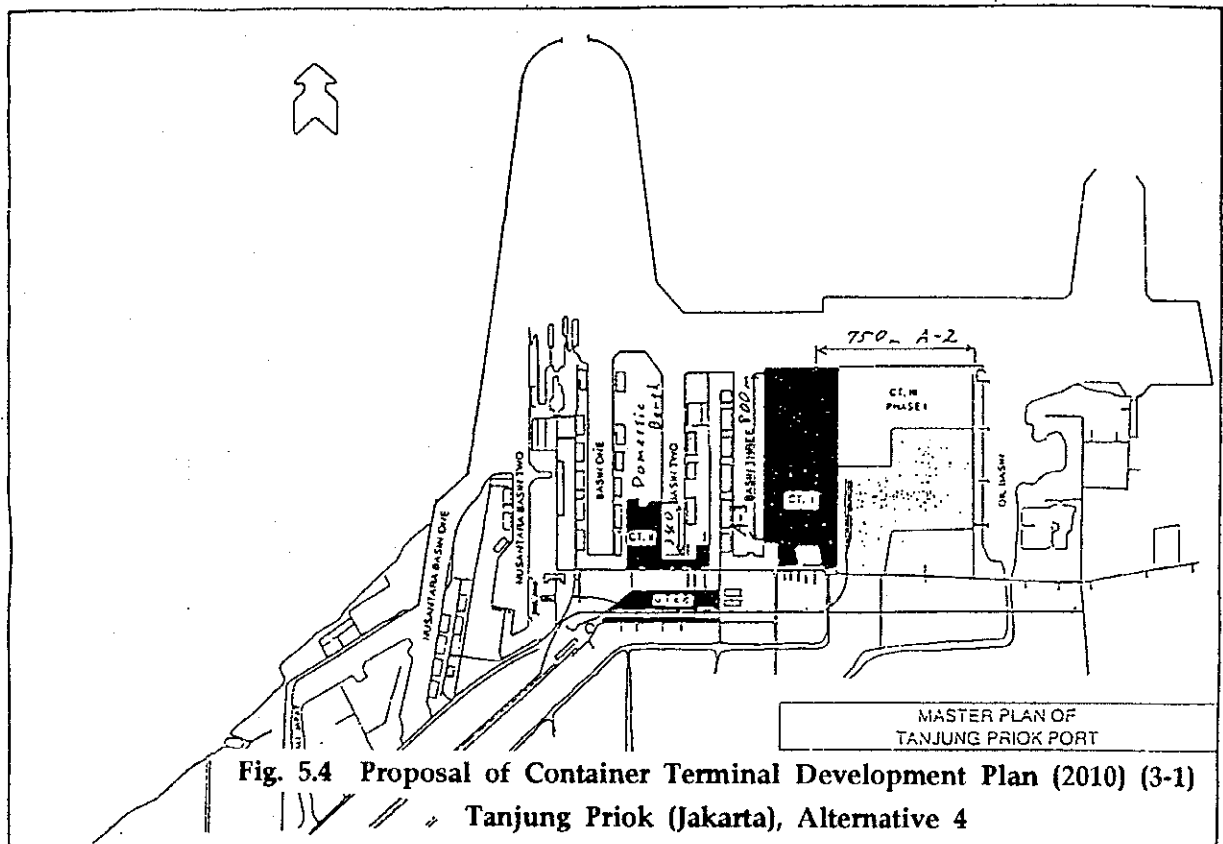 750m A-2
CT. III
PHASE I
CT. I
BASIN THREE
800m
A-1
BASIN TWO
350
Domestic
Berth
CT. II
BASIN ONE
NUSANTARA BASIN TWO
NUSANTARA BASIN ONE
OIL BASIN
MASTER PLAN OF
TANJUNG PRIOK PORT
Fig. 5.4 Proposal of Container Terminal Development Plan (2010) (3-1)
Tanjung Priok (Jakarta), Alternative 4